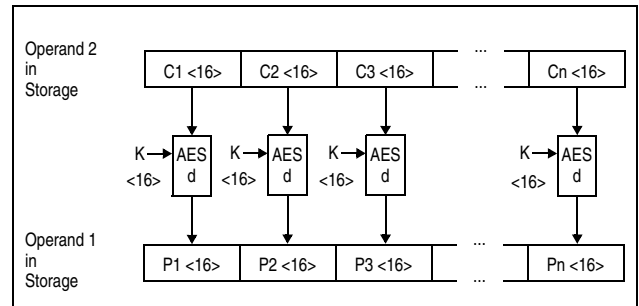 Operand 2
in
Storage
C1 <16> C2 <16> C3 <16> ... ... Cn <16>
K AES d K AES d K AES d K AES d
<16> <16> <16> <16>
Operand 1
in
Storage
P1 <16> P2 <16> P3 <16> ... ... Pn <16>